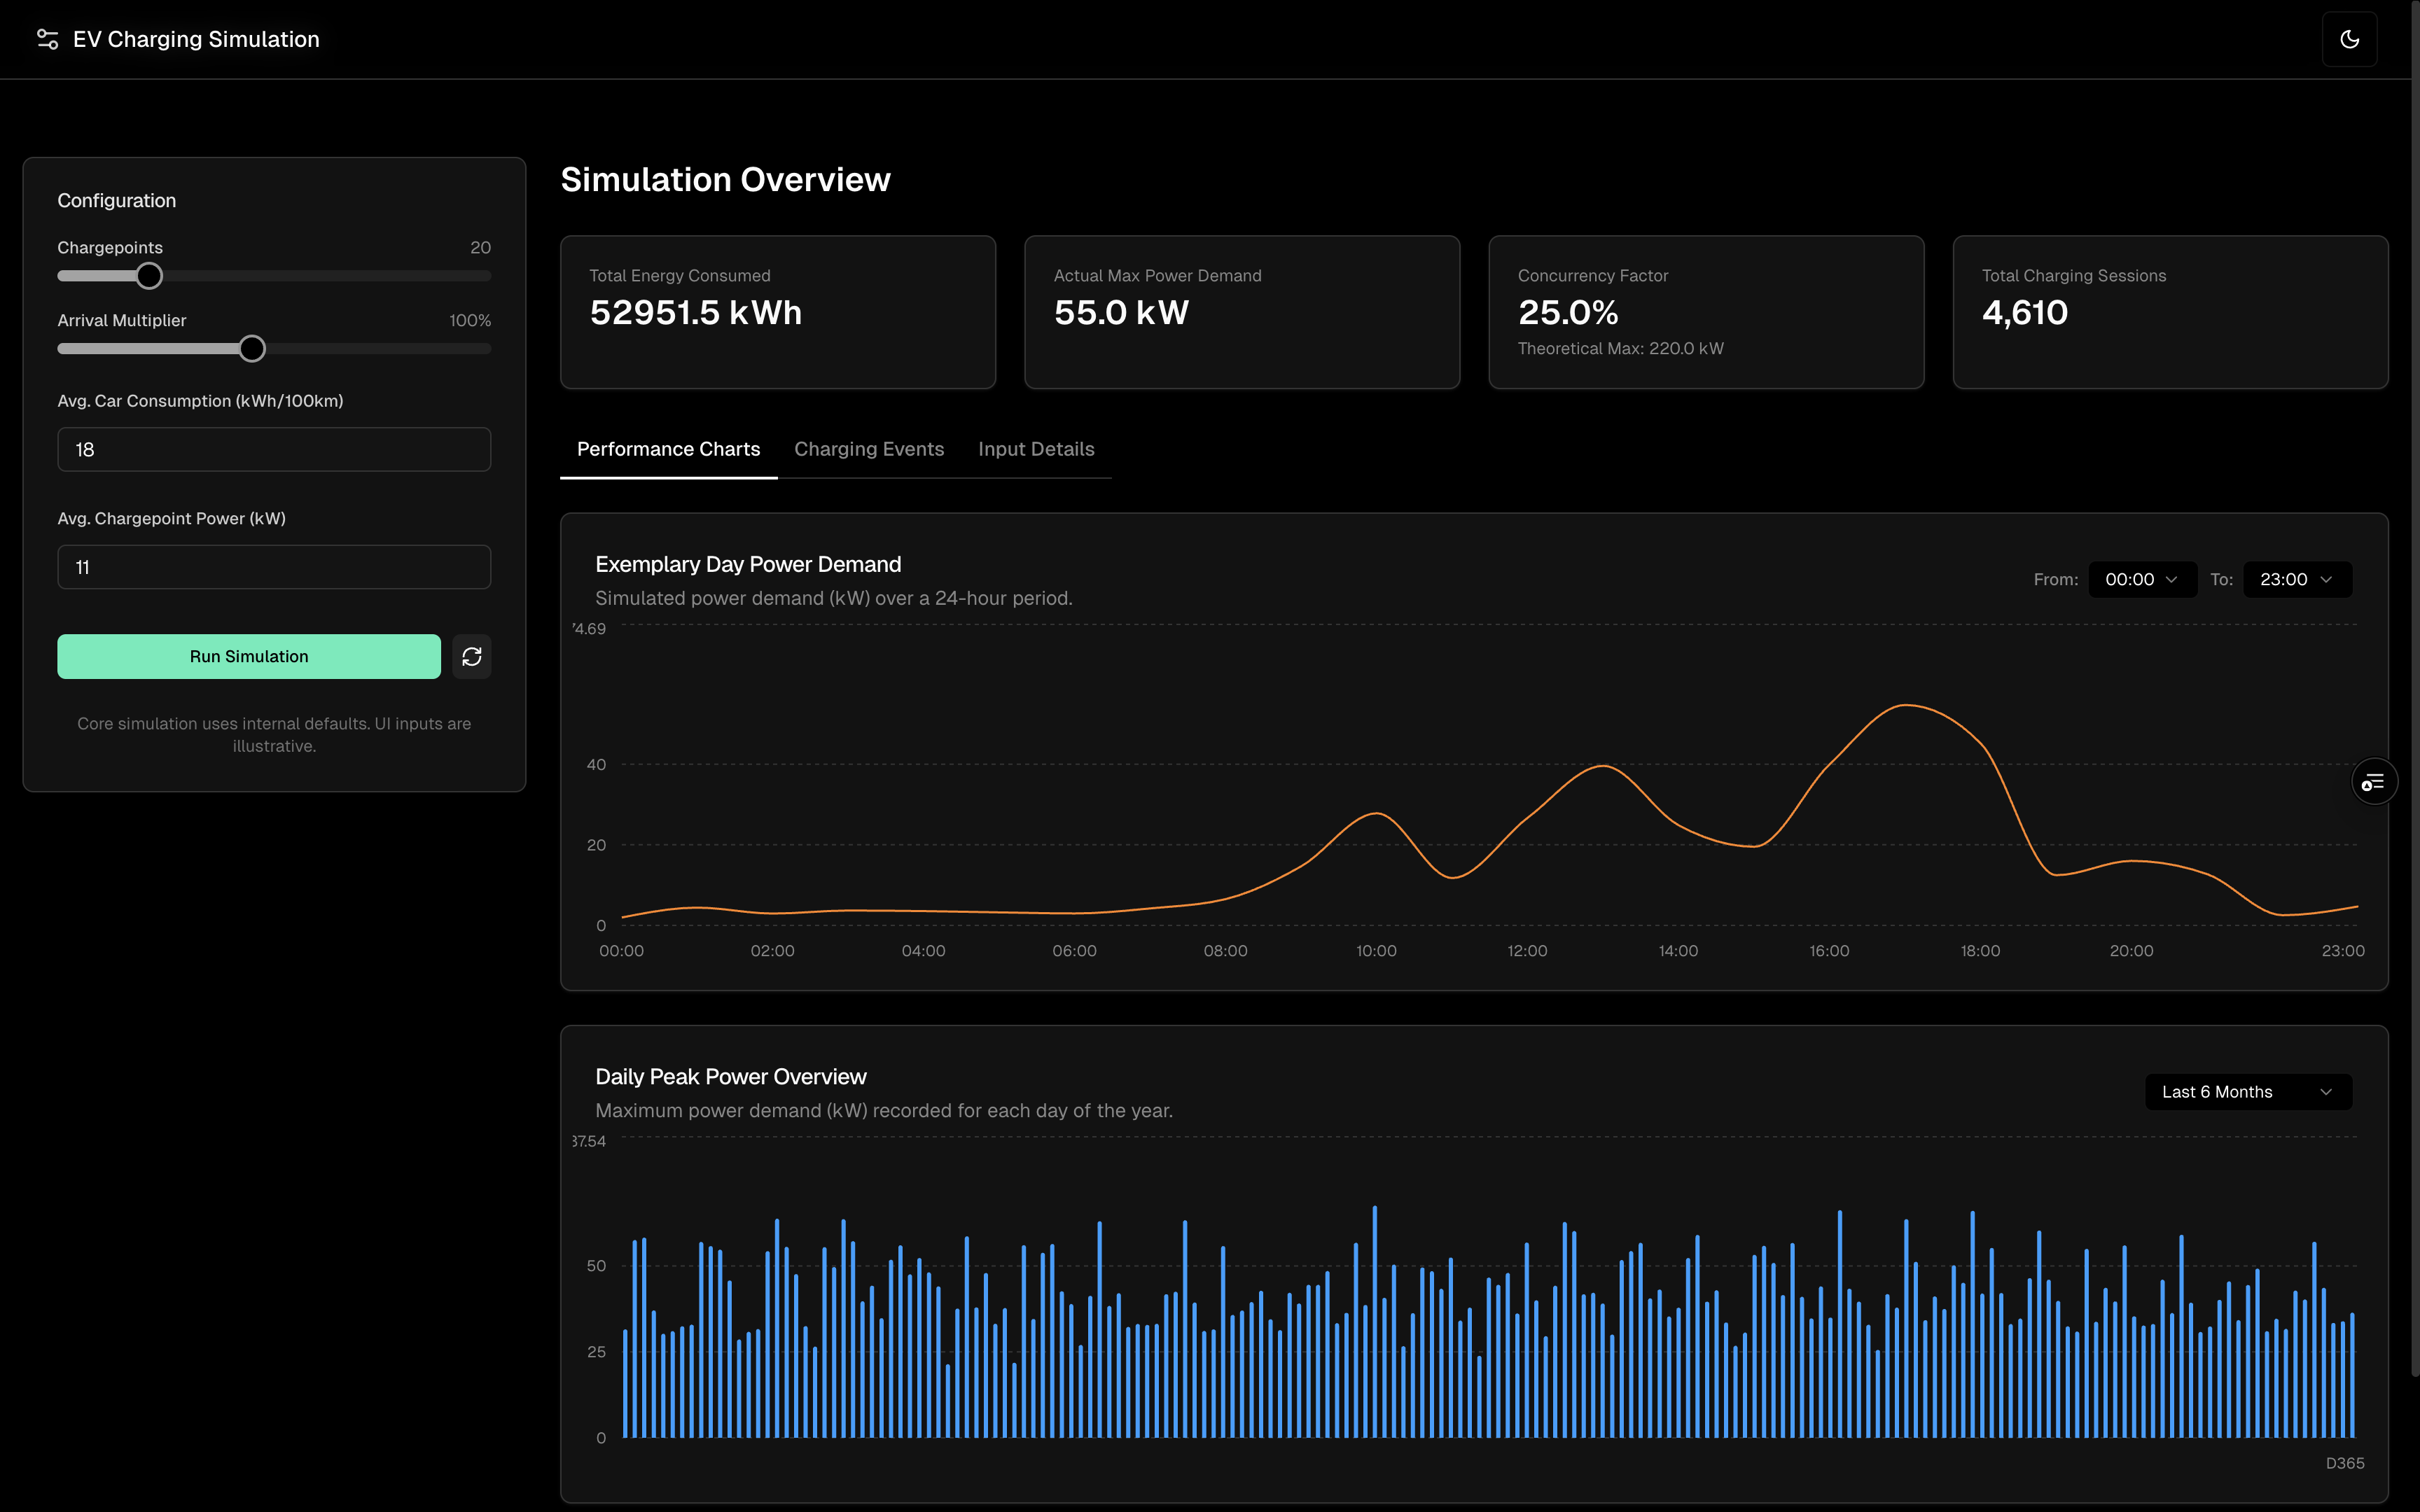 EV Charging Simulation
Configuration
Chargepoints 20
Arrival Multiplier 100%
Avg. Car Consumption (kWh/100km)
18
Avg. Chargepoint Power (kW)
11
Run Simulation
Core simulation uses internal defaults. UI inputs are
illustrative.
Simulation Overview
Total Energy Consumed
52951.5 kWh
Actual Max Power Demand
55.0 kW
Concurrency Factor
25.0%
Theoretical Max: 220.0 kW
Total Charging Sessions
4,610
Performance Charts Charging Events Input Details
Exemplary Day Power Demand
Simulated power demand (kW) over a 24-hour period.
From: 00:00 To: 23:00
4.69
40
20
0
00:00 02:00 04:00 06:00 08:00 10:00 12:00 14:00 16:00 18:00 20:00 23:00
Daily Peak Power Overview
Maximum power demand (kW) recorded for each day of the year.
Last 6 Months
37.54
50
25
0
D365